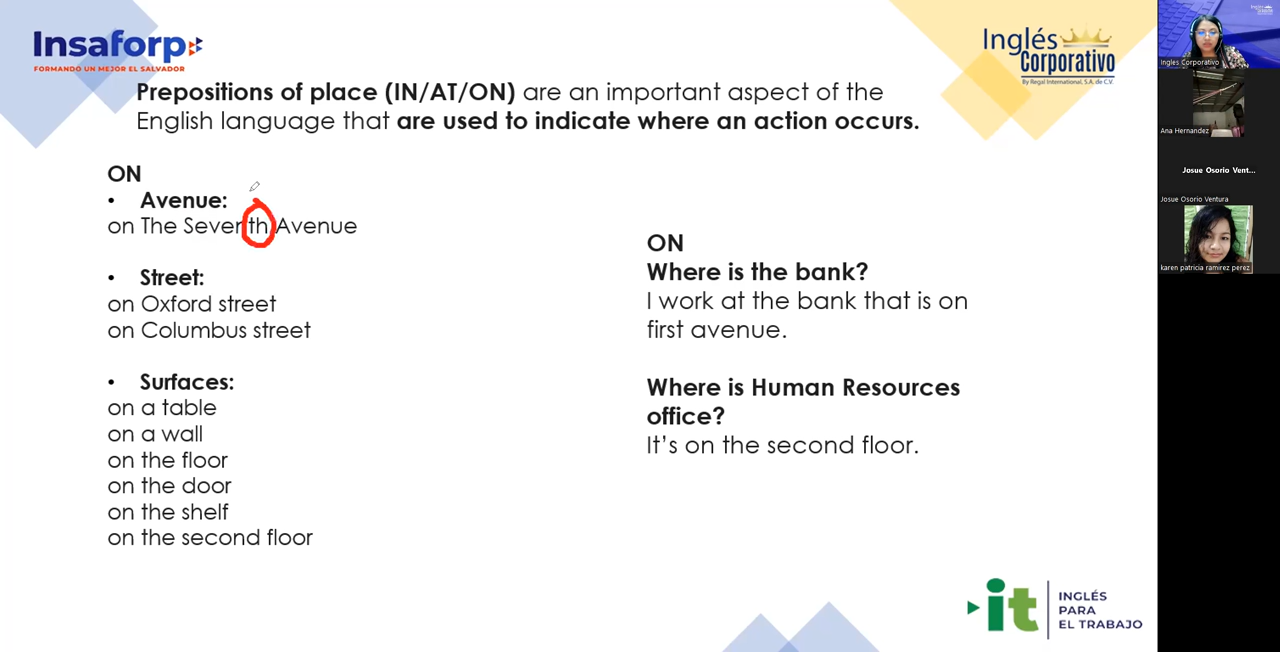 Insaforp
FORMANDO UN MEJOR EL SALVADOR
Inglés
Corporativo
By Regal International, S.A. de C.V.
Prepositions of place (IN/AT/ON) are an important aspect of the
English language that are used to indicate where an action occurs.
ON
• Avenue:
on The Seventh Avenue
• Street:
on Oxford street
on Columbus street
• Surfaces:
on a table
on a wall
on the floor
on the door
on the shelf
on the second floor
ON
Where is the bank?
I work at the bank that is on
first avenue.
Where is Human Resources
office?
It’s on the second floor.
it
INGLÉS
PARA
EL TRABAJO
Ingles Corporativo
Ana Hernandez
Josue Osorio Vent...
Josue Osorio Ventura
karen patricia ramirez perez